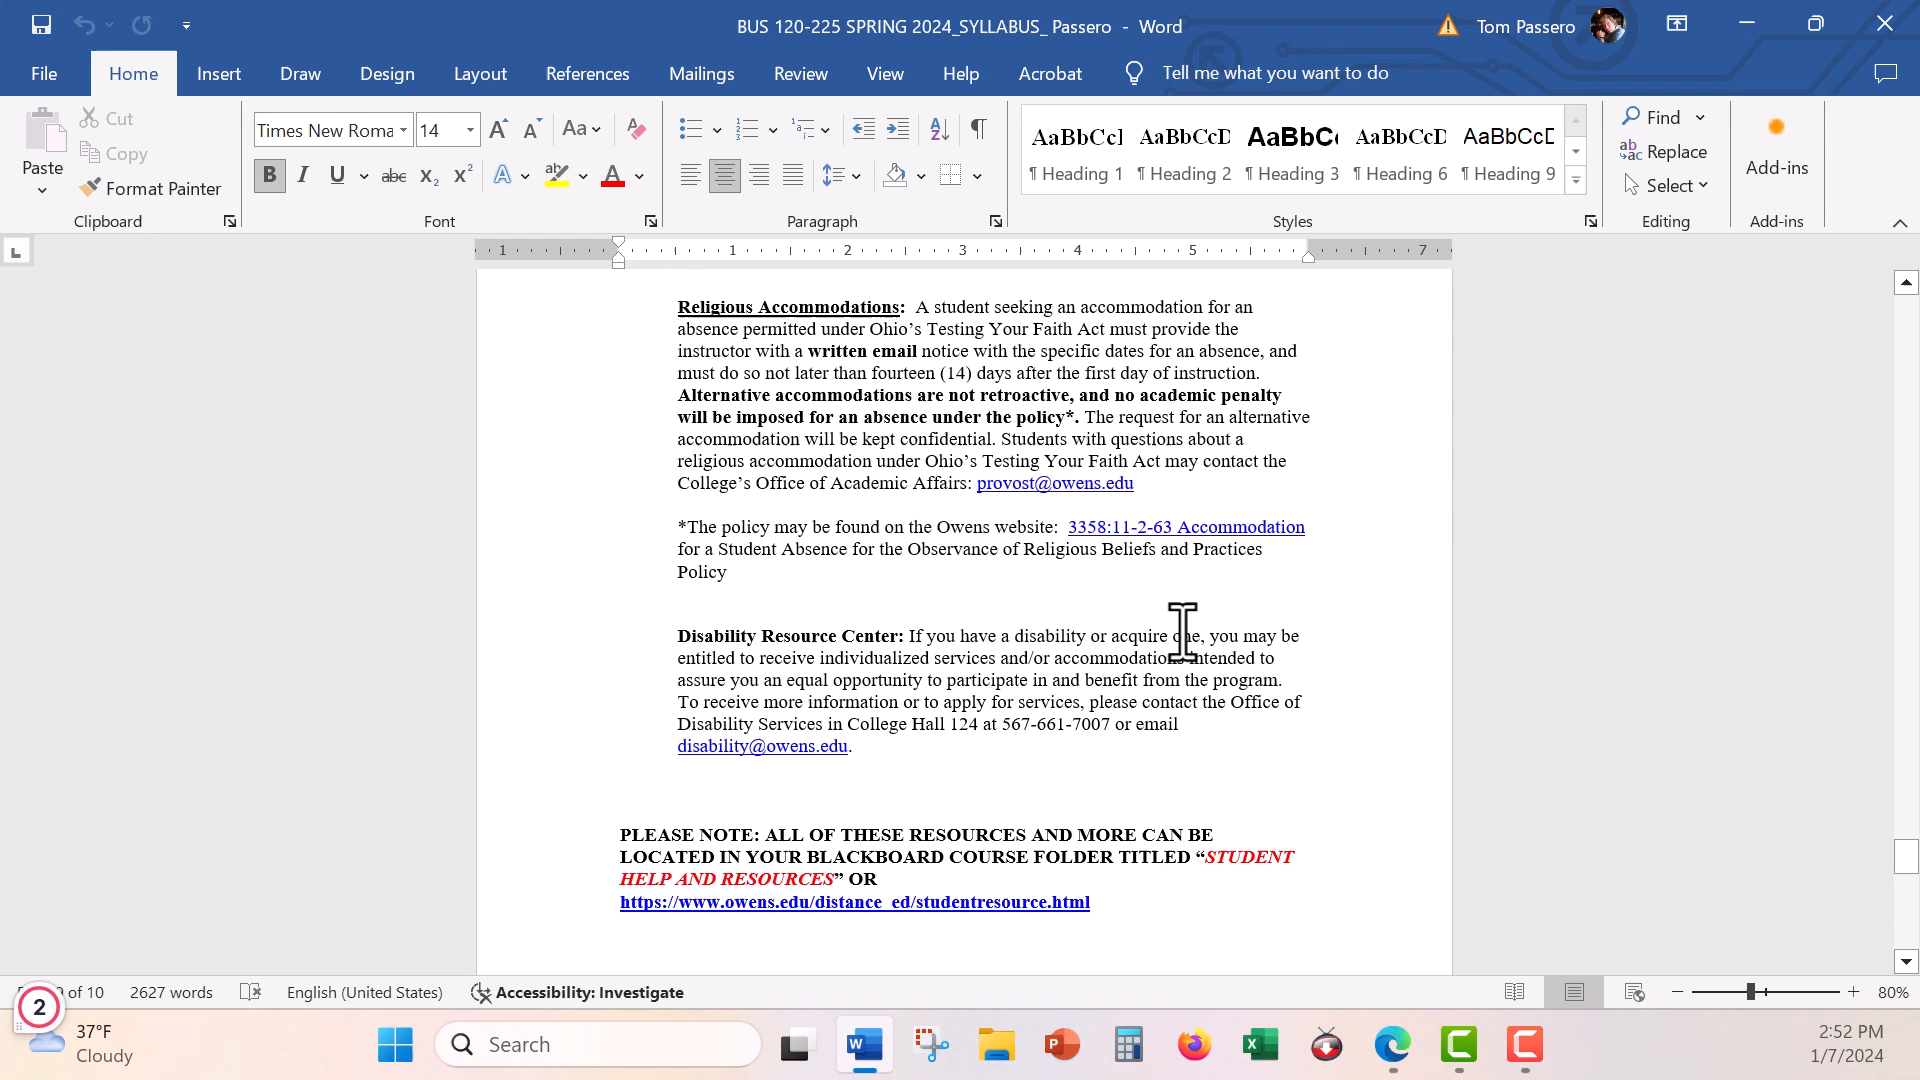 BUS 120-225 SPRING 2024_SYLLABUS_ Passero - Word
Tom Passero
File Home Insert Draw Design Layout References Mailings Review View Help Acrobat Tell me what you want to do
Paste
Cut
Copy
Format Painter
Clipboard
Times New Roma 14
Font
Paragraph
AaBbCcI AaBbCcD AaBbC AaBbCcD AaBbCcD
¶ Heading 1 ¶ Heading 2 ¶ Heading 3 ¶ Heading 6 ¶ Heading 9
Styles
Find
Replace
Select
Editing
Add-ins
Add-ins
1 1 2 3 4 5 7
Religious Accommodations: A student seeking an accommodation for an
absence permitted under Ohio’s Testing Your Faith Act must provide the
instructor with a written email notice with the specific dates for an absence, and
must do so not later than fourteen (14) days after the first day of instruction.
Alternative accommodations are not retroactive, and no academic penalty
will be imposed for an absence under the policy*. The request for an alternative
accommodation will be kept confidential. Students with questions about a
religious accommodation under Ohio’s Testing Your Faith Act may contact the
College’s Office of Academic Affairs: provost@owens.edu
*The policy may be found on the Owens website: 3358:11-2-63 Accommodation
for a Student Absence for the Observance of Religious Beliefs and Practices
Policy
Disability Resource Center: If you have a disability or acquire one, you may be
entitled to receive individualized services and/or accommodations intended to
assure you an equal opportunity to participate in and benefit from the program.
To receive more information or to apply for services, please contact the Office of
Disability Services in College Hall 124 at 567-661-7007 or email
disability@owens.edu.
PLEASE NOTE: ALL OF THESE RESOURCES AND MORE CAN BE
LOCATED IN YOUR BLACKBOARD COURSE FOLDER TITLED “STUDENT
HELP AND RESOURCES” OR
https://www.owens.edu/distance_ed/studentresource.html
of 10 2627 words English (United States) Accessibility: Investigate 80%
2
37°F
Cloudy
Search
2:52 PM
1/7/2024